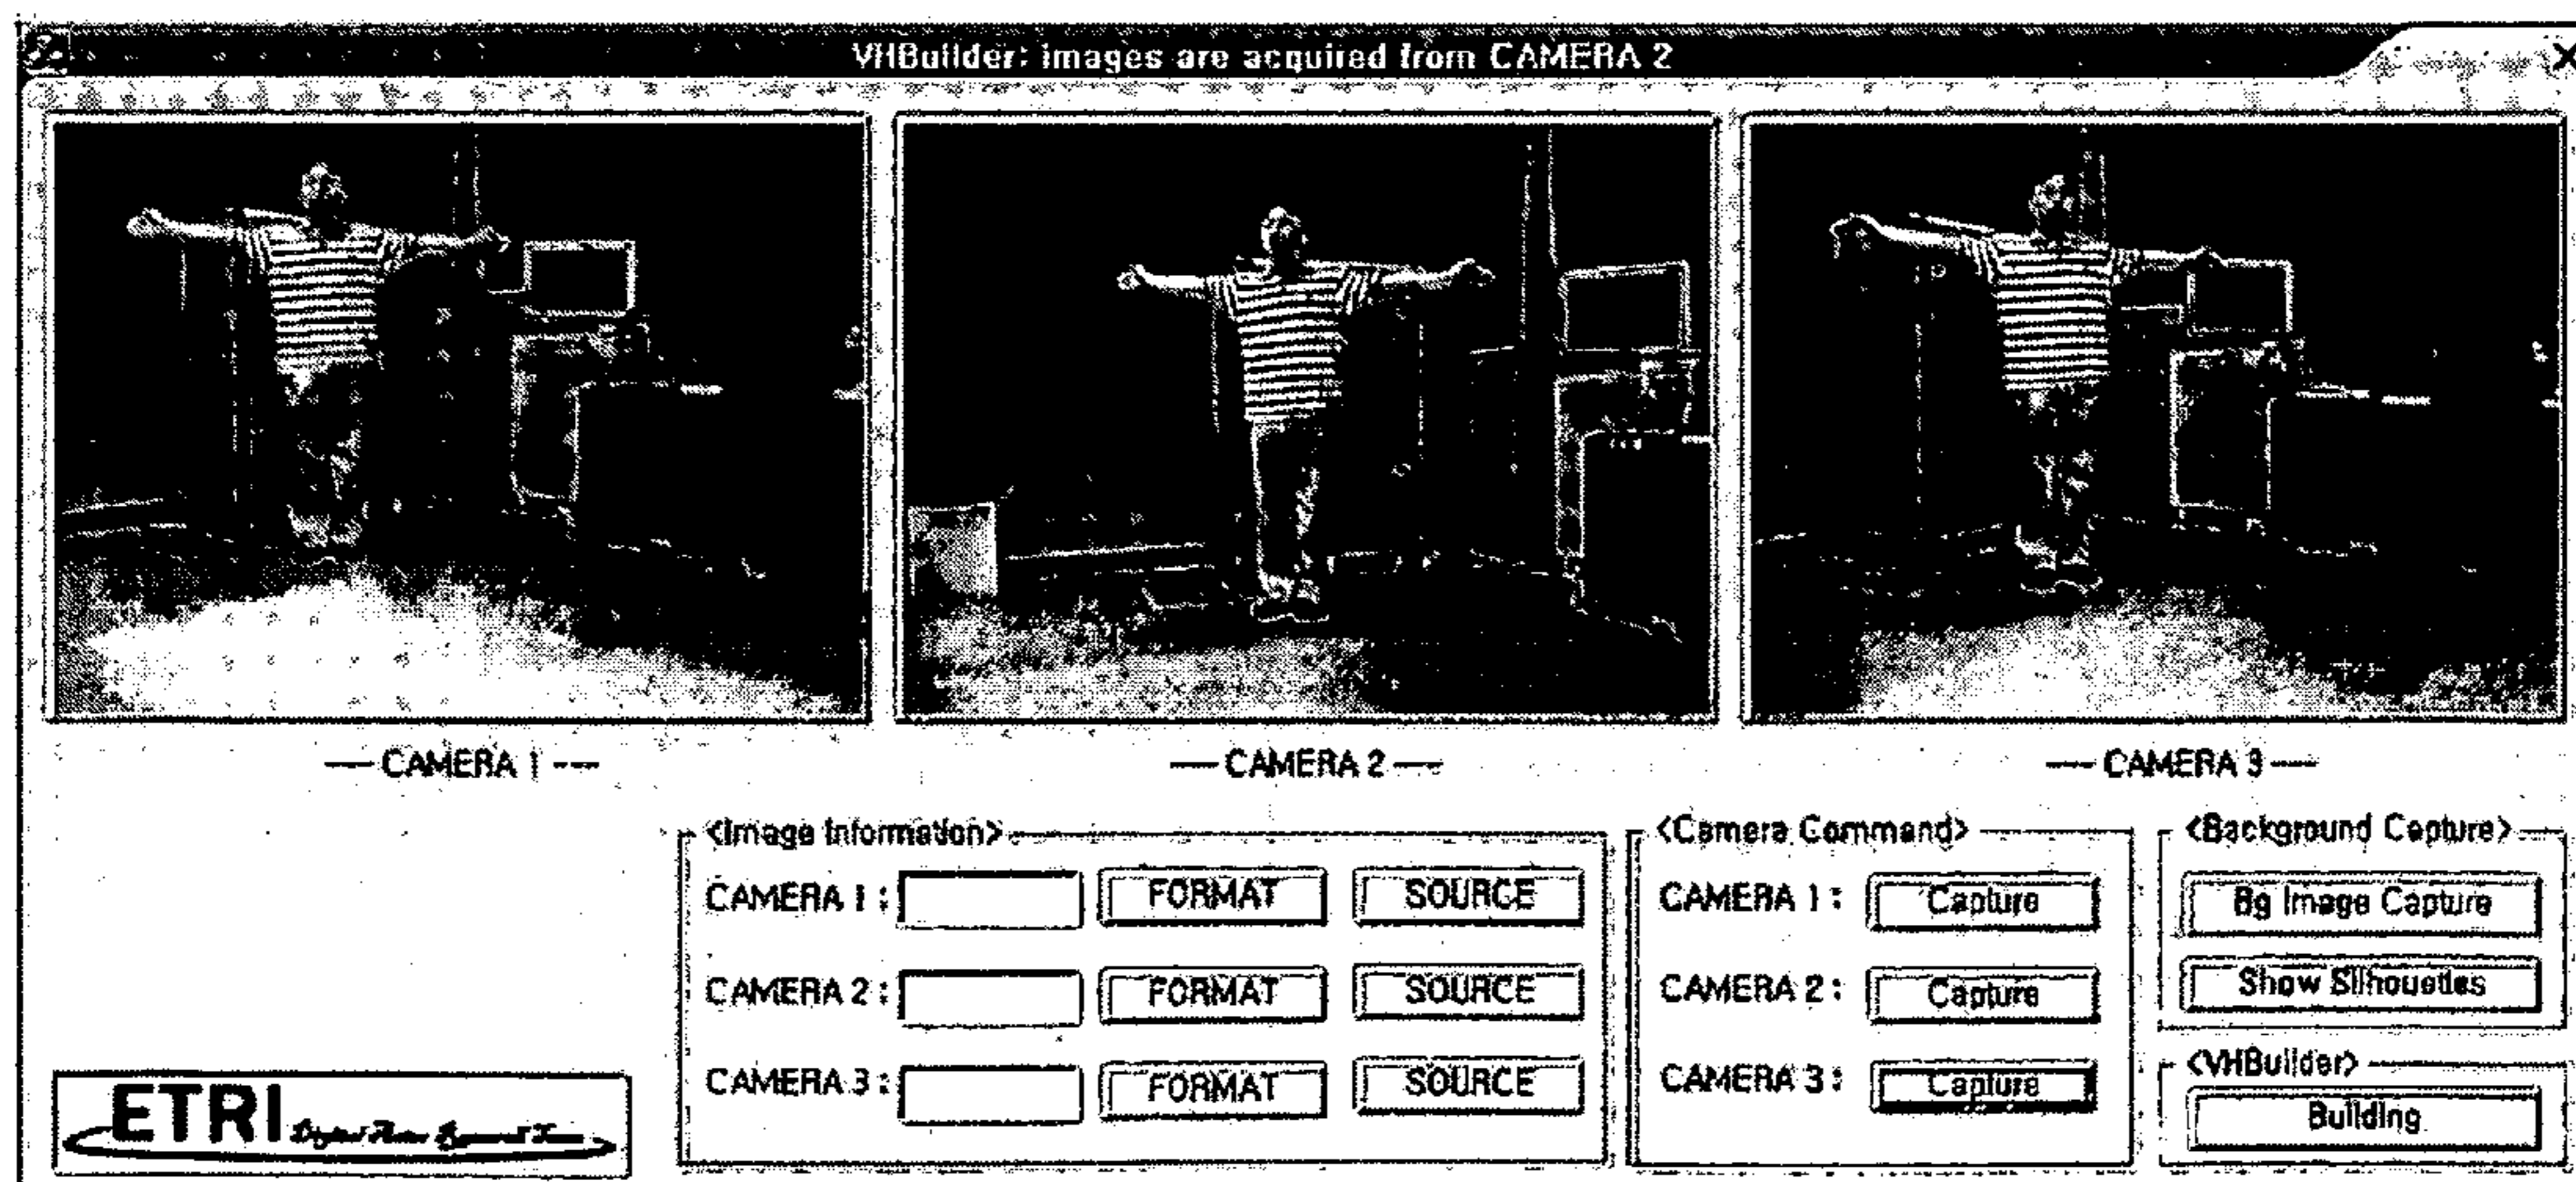 VHBuilder: images are acquired from CAMERA 2
— CAMERA 1 ---
— CAMERA 2 —
— CAMERA 3 —
<Image Information>
CAMERA 1 : FORMAT SOURCE
CAMERA 2 : FORMAT SOURCE
CAMERA 3 : FORMAT SOURCE
<Camera Command>
CAMERA 1 : Capture
CAMERA 2 : Capture
CAMERA 3 : Capture
<Background Capture>
Bg Image Capture
Show Silhouettes
<VHBuilder>
Building
ETRI